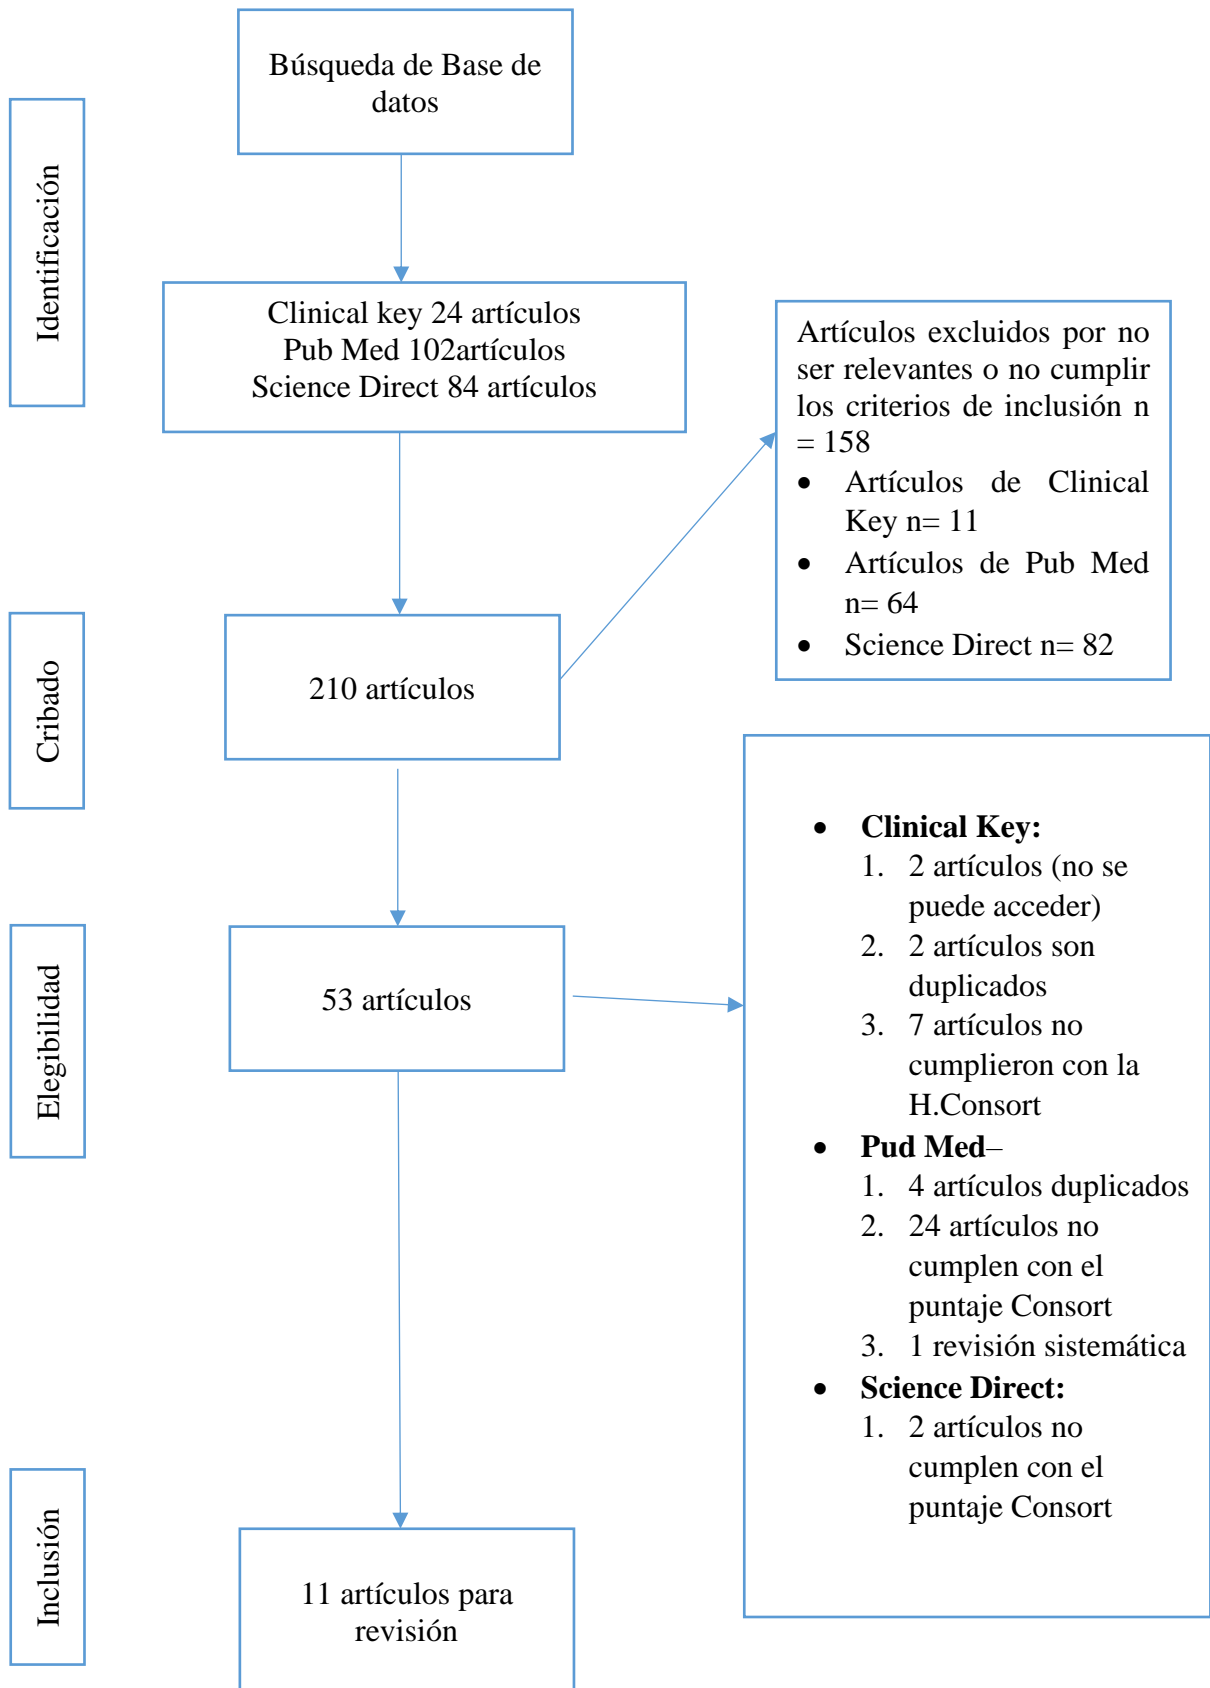 Búsqueda de Base de
datos
Identificación
Clinical key 24 artículos
Pub Med 102artículos
Science Direct 84 artículos
Artículos excluidos por no
ser relevantes o no cumplir
los criterios de inclusión n
= 158
• Artículos de Clinical
Key n= 11
• Artículos de Pub Med
n= 64
• Science Direct n= 82
Cribado
210 artículos
Elegibilidad
53 artículos
• Clinical Key:
1. 2 artículos (no se
puede acceder)
2. 2 artículos son
duplicados
3. 7 artículos no
cumplieron con la
H.Consort
• Pud Med–
1. 4 artículos duplicados
2. 24 artículos no
cumplen con el
puntaje Consort
3. 1 revisión sistemática
• Science Direct:
1. 2 artículos no
cumplen con el
puntaje Consort
Inclusión
11 artículos para
revisión